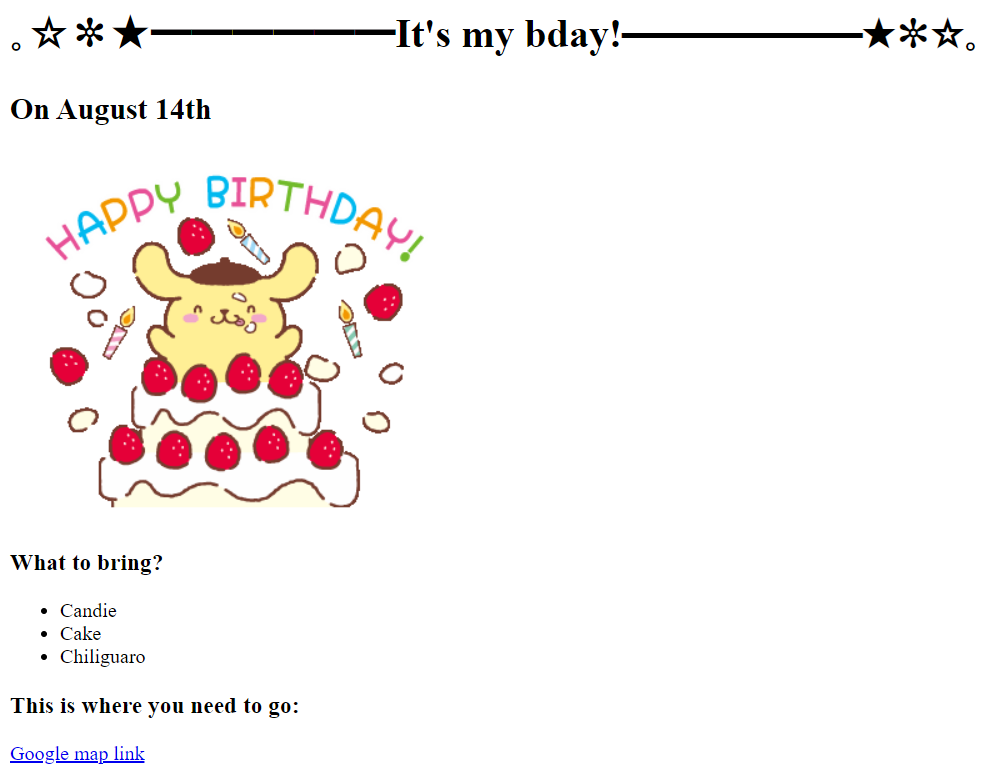 ｡☆✼★━━━━━━━━It's my bday!━━━━━━━━★✼☆｡
On August 14th
HAPPY BIRTHDAY!
What to bring?
• Candie
• Cake
• Chiliguaro
This is where you need to go:
Google map link